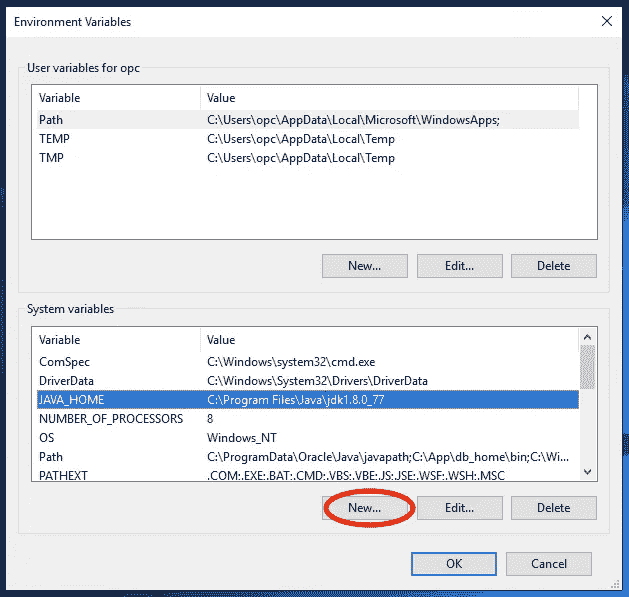 Environment Variables
User variables for opc
Variable Value
Path C:\Users\opc\AppData\Local\Microsoft\WindowsApps;
TEMP C:\Users\opc\AppData\Local\Temp
TMP C:\Users\opc\AppData\Local\Temp
New... Edit... Delete
System variables
Variable Value
ComSpec C:\Windows\system32\cmd.exe
DriverData C:\Windows\System32\Drivers\DriverData
JAVA_HOME C:\Program Files\Java\jdk1.8.0_77
NUMBER_OF_PROCESSORS 8
OS Windows_NT
Path C:\ProgramData\Oracle\Java\javapath;C:\App\db_home\bin;C:\Wi...
PATHEXT .COM;.EXE;.BAT;.CMD;.VBS;.VBE;.JS;.JSE;.WSF;.WSH;.MSC
New... Edit... Delete
OK Cancel